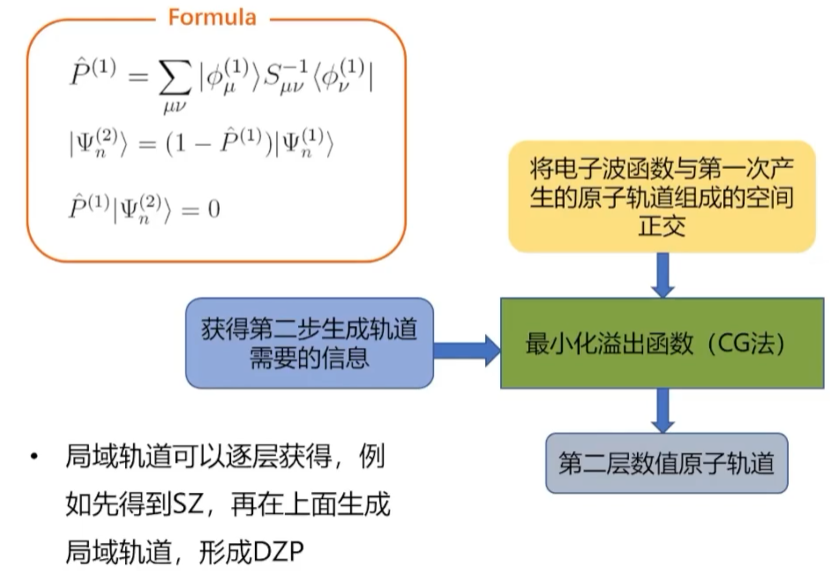 Formula
$\hat{P}^{(1)} = \sum_{\mu\nu} |\phi_{\mu}^{(1)}\rangle S_{\mu\nu}^{-1} \langle\phi_{\nu}^{(1)}|$
$|\Psi_n^{(2)}\rangle = (1 - \hat{P}^{(1)})|\Psi_n^{(1)}\rangle$
$\hat{P}^{(1)}|\Psi_n^{(2)}\rangle = 0$
将电子波函数与第一次产
生的原子轨道组成的空间
正交
获得第二步生成轨道
需要的信息
最小化溢出函数（CG法）
第二层数值原子轨道
• 局域轨道可以逐层获得，例
如先得到SZ，再在上面生成
局域轨道，形成DZP